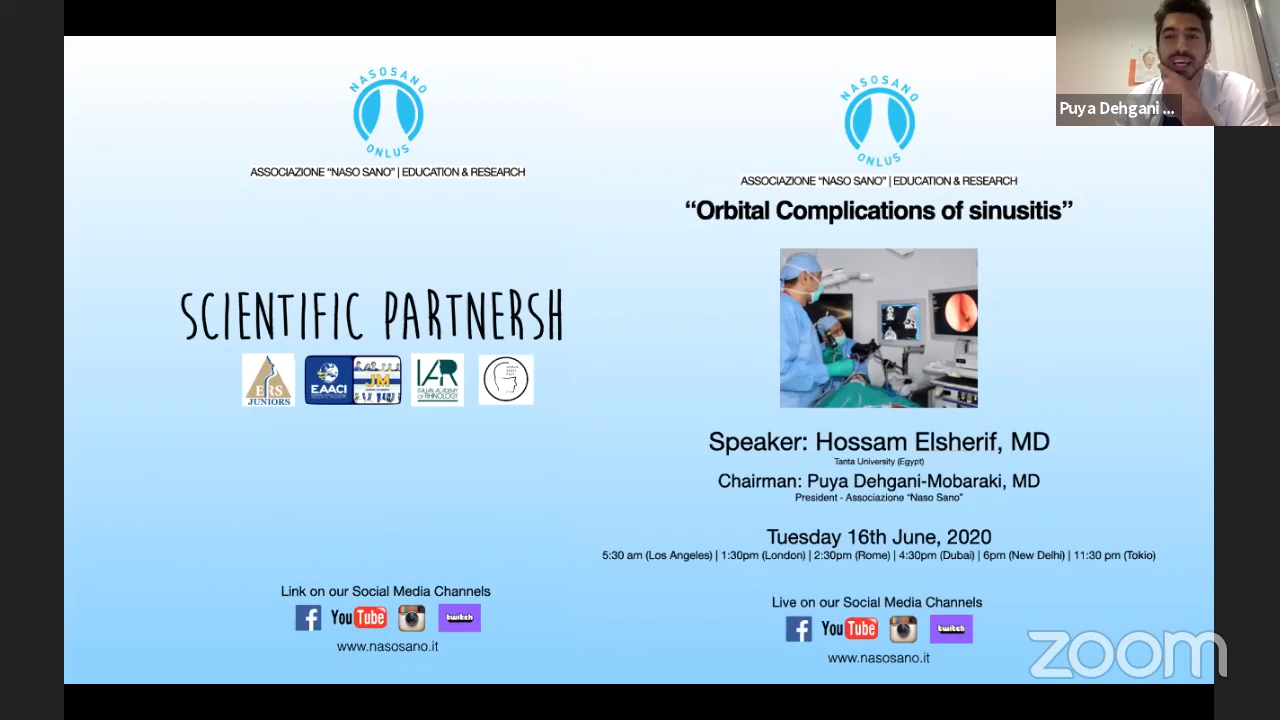 NASOSANO
ONLUS
ASSOCIAZIONE “NASO SANO” | EDUCATION & RESEARCH
SCIENTIFIC PARTNERSH
ERS
JUNIORS
EAACI
JM
IAR
ITALIAN ACADEMY
OF RHINOLOGY
Link on our Social Media Channels
f
YouTube
twitch
www.nasosano.it
NASOSANO
ONLUS
ASSOCIAZIONE “NASO SANO” | EDUCATION & RESEARCH
“Orbital Complications of sinusitis”
Speaker: Hossam Elsherif, MD
Tanta University (Egypt)
Chairman: Puya Dehgani-Mobaraki, MD
President - Associazione “Naso Sano”
Tuesday 16th June, 2020
5:30 am (Los Angeles) | 1:30pm (London) | 2:30pm (Rome) | 4:30pm (Dubai) | 6pm (New Delhi) | 11:30 pm (Tokio)
Live on our Social Media Channels
f
YouTube
twitch
www.nasosano.it
Puya Dehgani ...
zoom